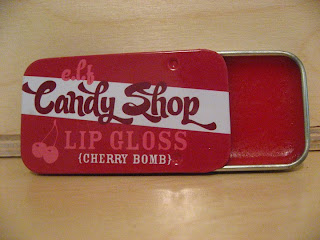 e.l.f
Candy Shop
LIP GLOSS
{CHERRY BOMB}